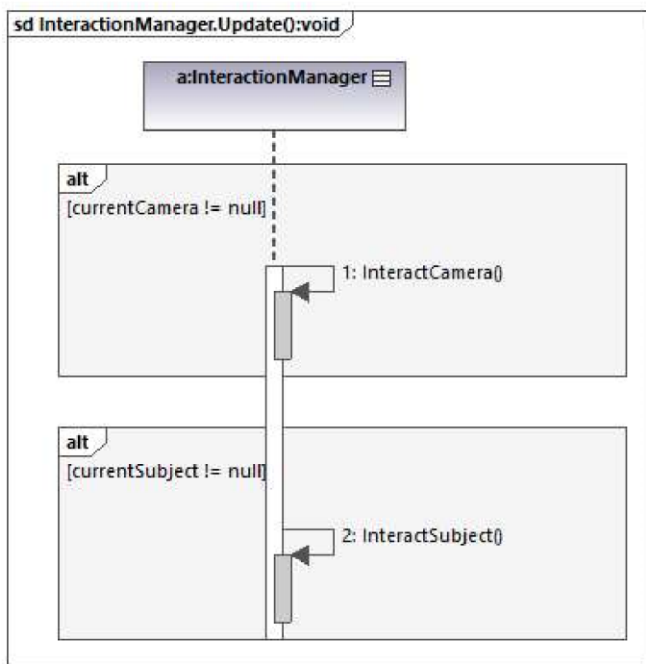 sd InteractionManager.Update():void
a:InteractionManager
alt
[currentCamera != null]
1: InteractCamera()
alt
[currentSubject != null]
2: InteractSubject()